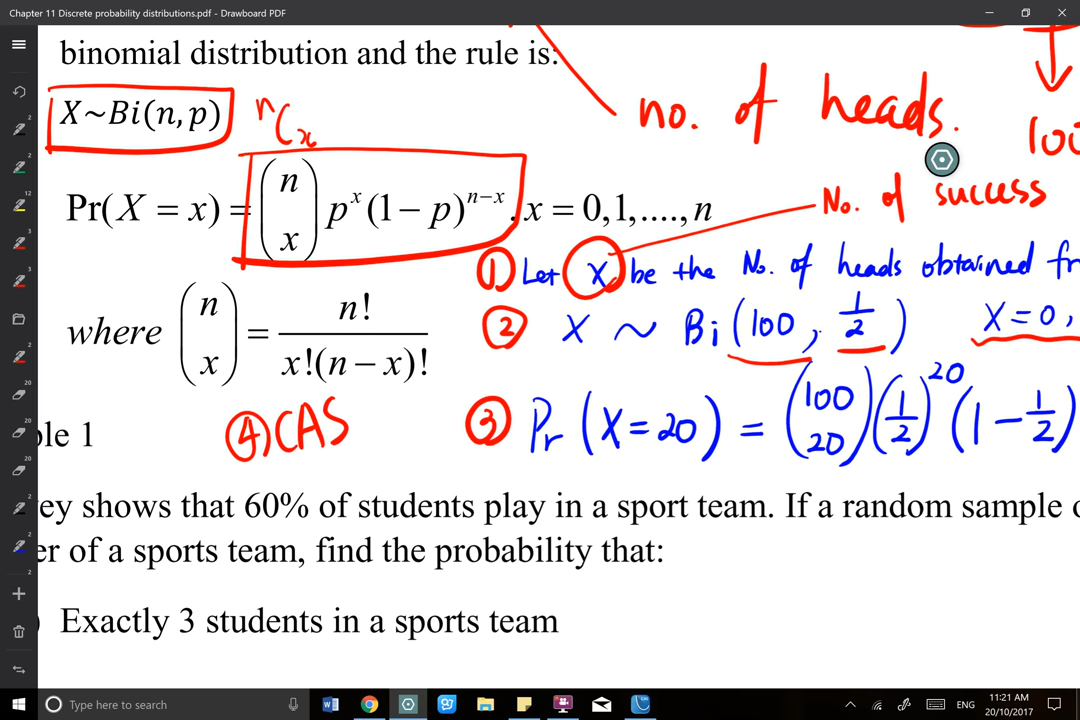 Chapter 11 Discrete probability distributions.pdf - Drawboard PDF
binomial distribution and the rule is:
no. of heads.
X~Bi(n,p)
nCx
No. of success
Pr(X = x) = (n x) p^x (1 − p)^{n−x}, x = 0,1,....,n
① Let X be the No. of heads obtained fr
where (n x) = n! / x!(n − x)!
② X ~ Bi (100, 1/2) X=0,
④ CAS
③ Pr (X=20) = (100 20) (1/2)^20 (1 − 1/2)
ple 1
ey shows that 60% of students play in a sport team. If a random sample o
er of a sports team, find the probability that:
) Exactly 3 students in a sports team
Type here to search
ENG
11:21 AM
20/10/2017